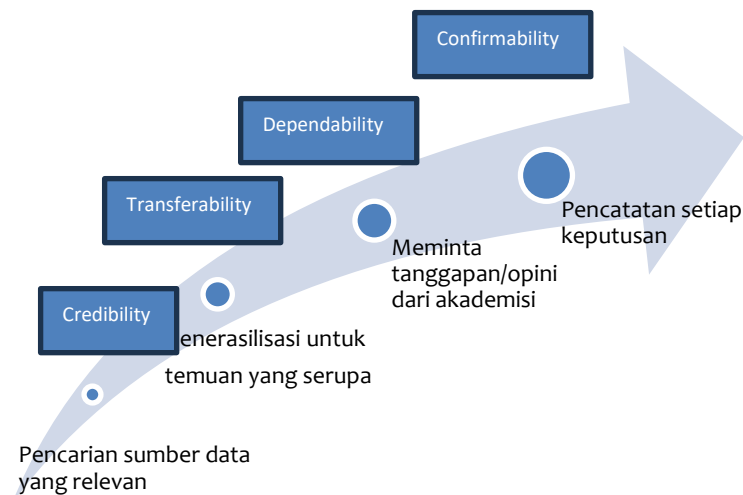 Confirmability
Dependability
Transferability
Credibility
Pencatatan setiap
keputusan
Meminta
tanggapan/opini
dari akademisi
enerasilisasi untuk
temuan yang serupa
Pencarian sumber data
yang relevan